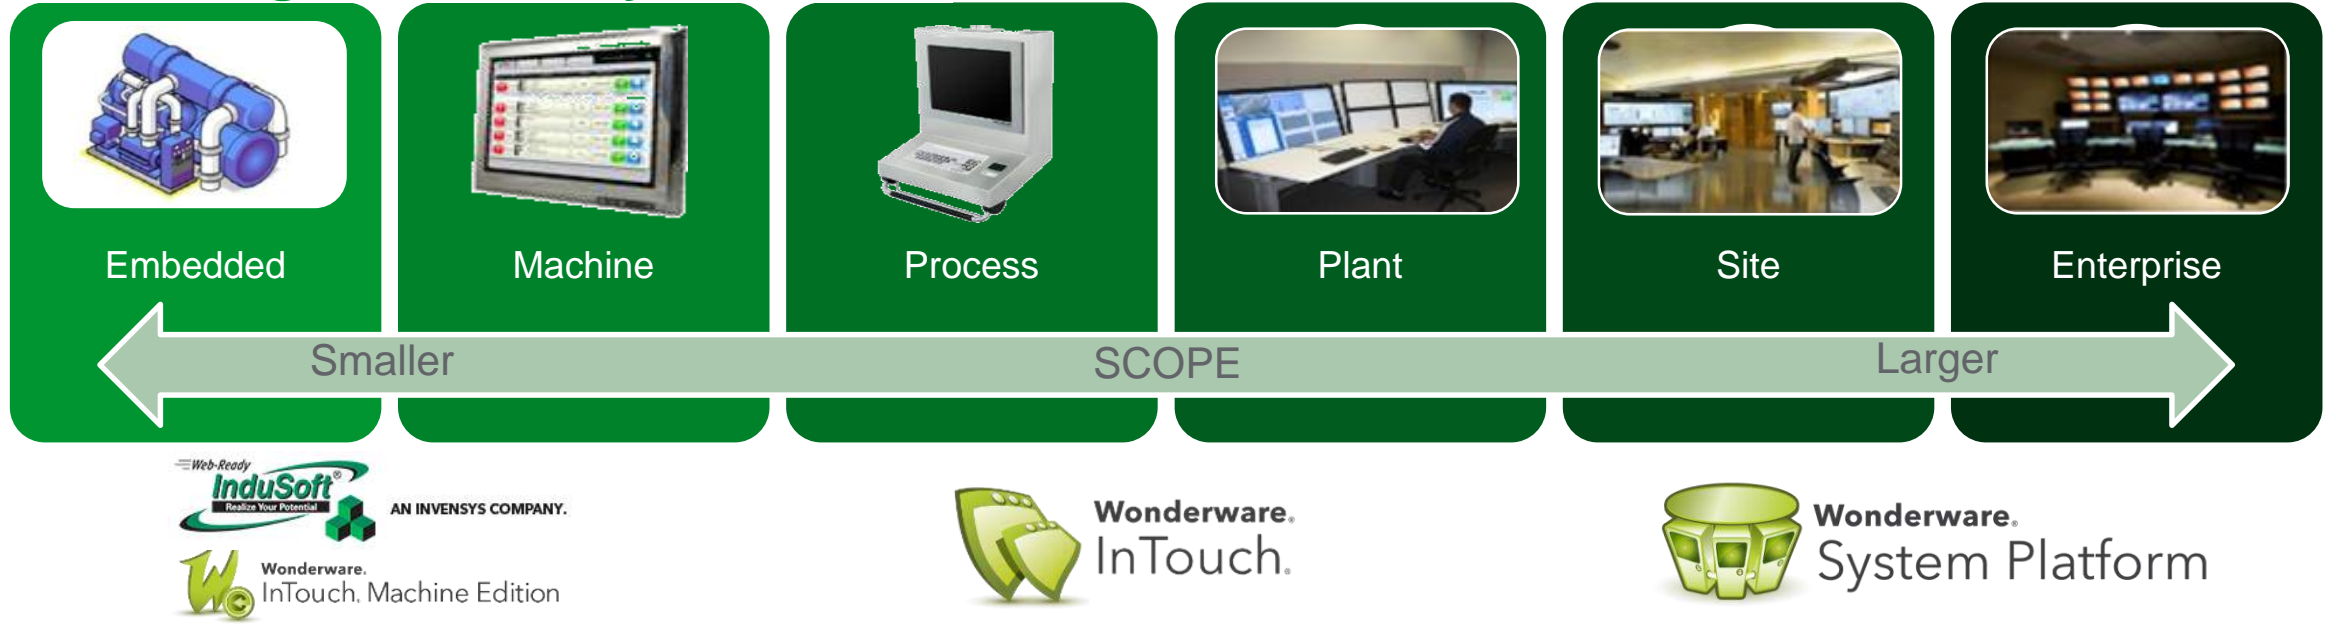 Embedded
Machine
Process
Plant
Site
Enterprise
Smaller
SCOPE
Larger
Web-Ready
InduSoft®
Realize Your Potential
AN INVENSYS COMPANY.
Wonderware.
InTouch. Machine Edition
Wonderware®
InTouch®
Wonderware®
System Platform